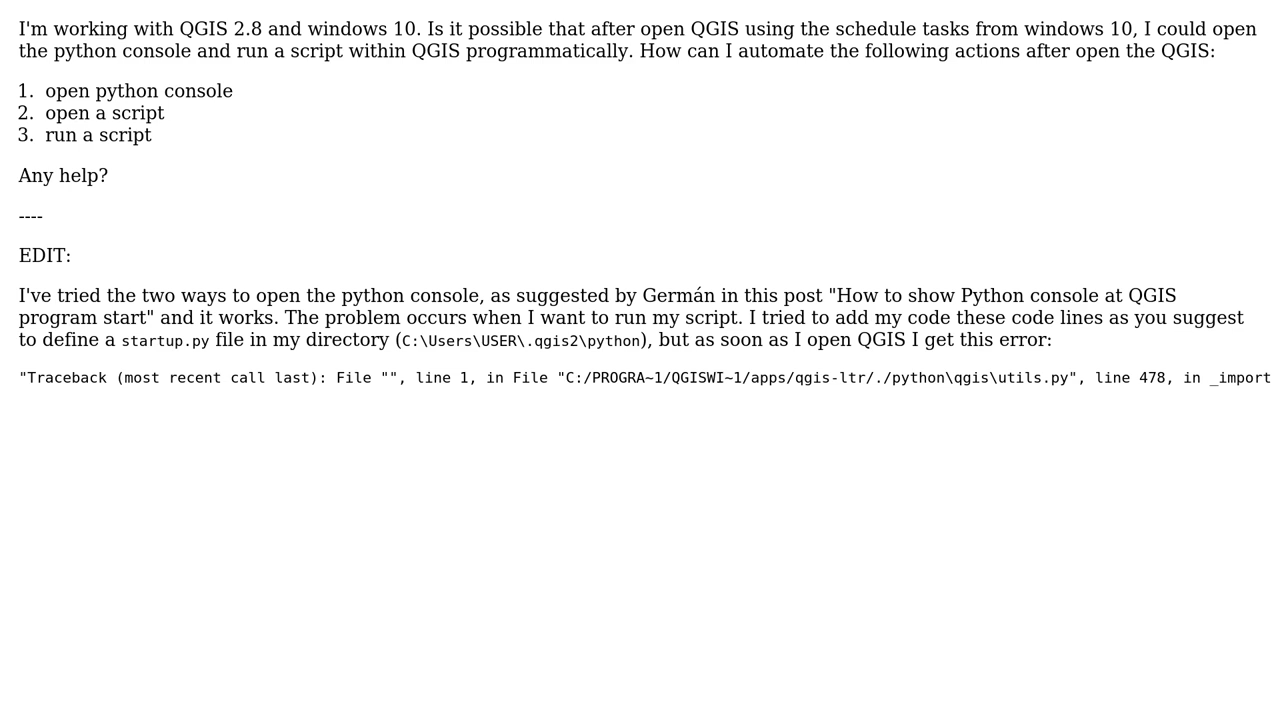 I'm working with QGIS 2.8 and windows 10. Is it possible that after open QGIS using the schedule tasks from windows 10, I could open
the python console and run a script within QGIS programmatically. How can I automate the following actions after open the QGIS:
1. open python console
2. open a script
3. run a script
Any help?
----
EDIT:
I've tried the two ways to open the python console, as suggested by Germán in this post "How to show Python console at QGIS
program start" and it works. The problem occurs when I want to run my script. I tried to add my code these code lines as you suggest
to define a startup.py file in my directory (C:\Users\USER\.qgis2\python), but as soon as I open QGIS I get this error:
"Traceback (most recent call last): File "", line 1, in File "C:/PROGRA~1/QGISWI~1/apps/qgis-ltr/./python\qgis\utils.py", line 478, in _import